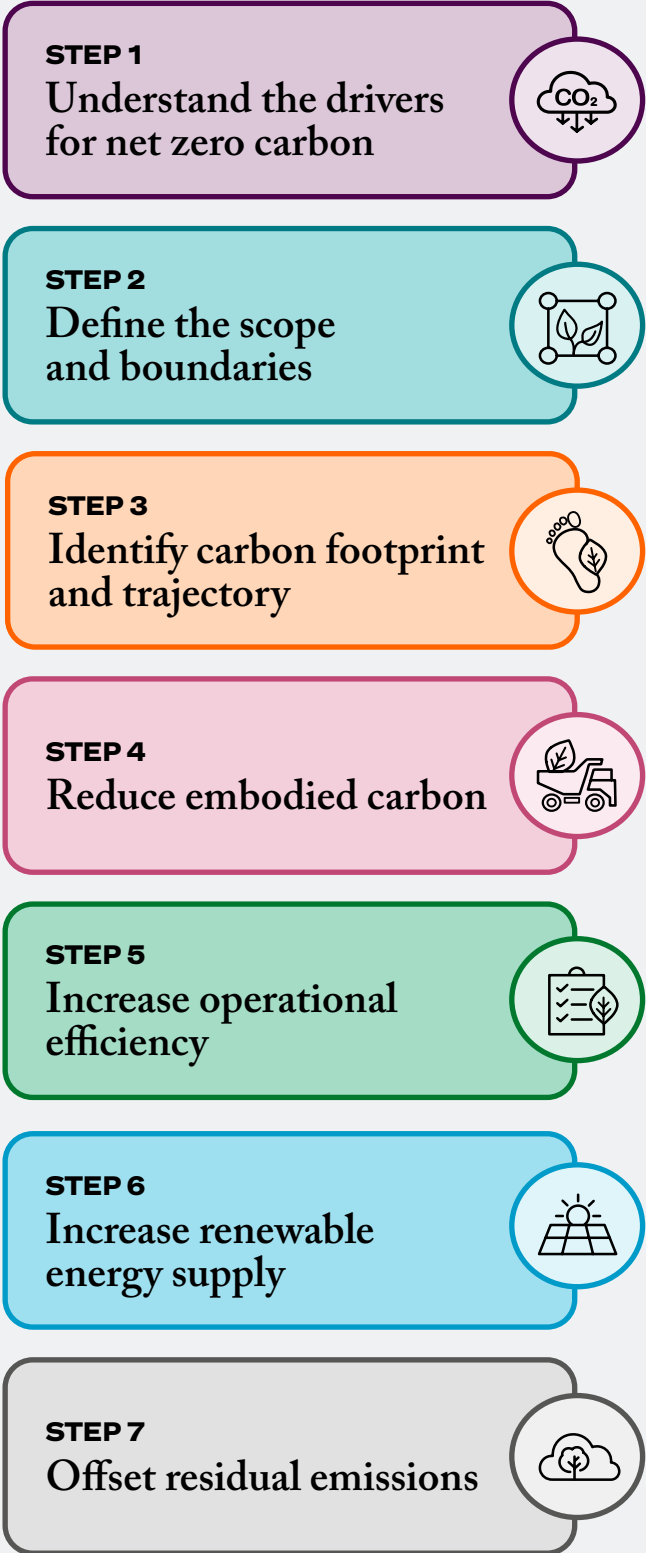 STEP 1
Understand the drivers
for net zero carbon
CO₂
STEP 2
Define the scope
and boundaries
STEP 3
Identify carbon footprint
and trajectory
STEP 4
Reduce embodied carbon
STEP 5
Increase operational
efficiency
STEP 6
Increase renewable
energy supply
STEP 7
Offset residual emissions